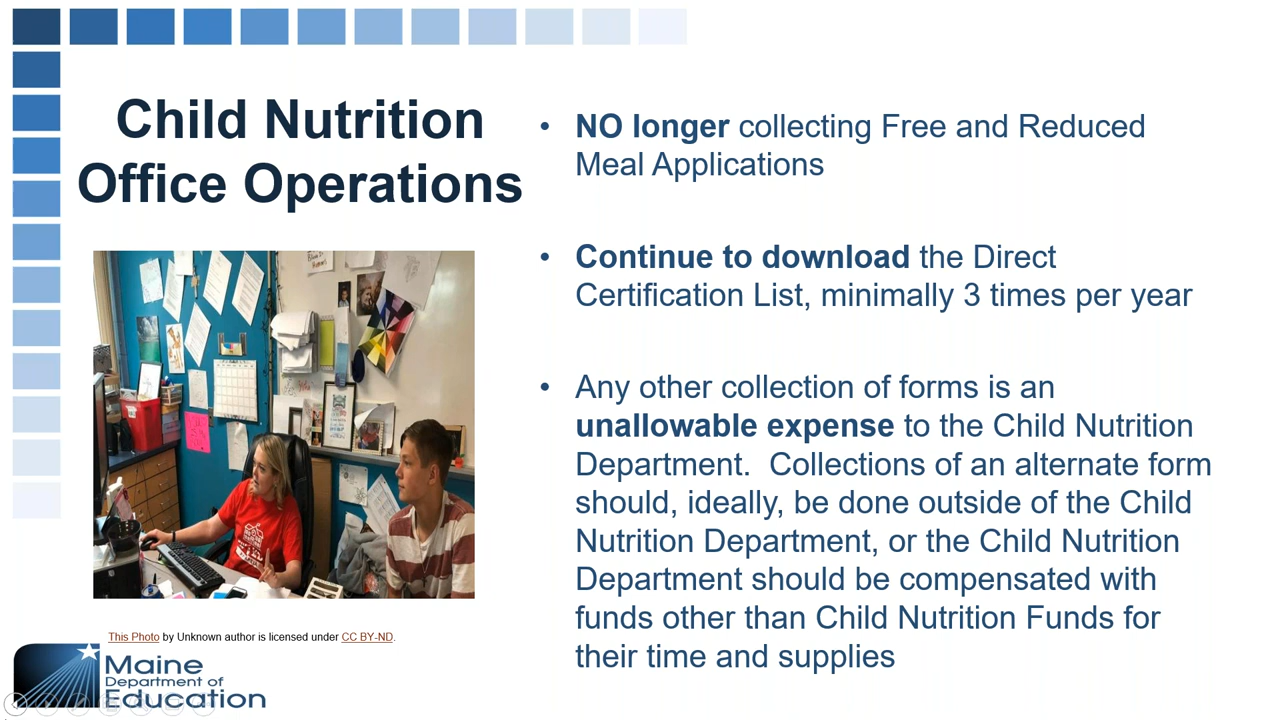 Child Nutrition
Office Operations
• NO longer collecting Free and Reduced
Meal Applications
• Continue to download the Direct
Certification List, minimally 3 times per year
• Any other collection of forms is an
unallowable expense to the Child Nutrition
Department.  Collections of an alternate form
should, ideally, be done outside of the Child
Nutrition Department, or the Child Nutrition
Department should be compensated with
funds other than Child Nutrition Funds for
their time and supplies
This Photo by Unknown author is licensed under CC BY-ND.
Maine
Department of
Education